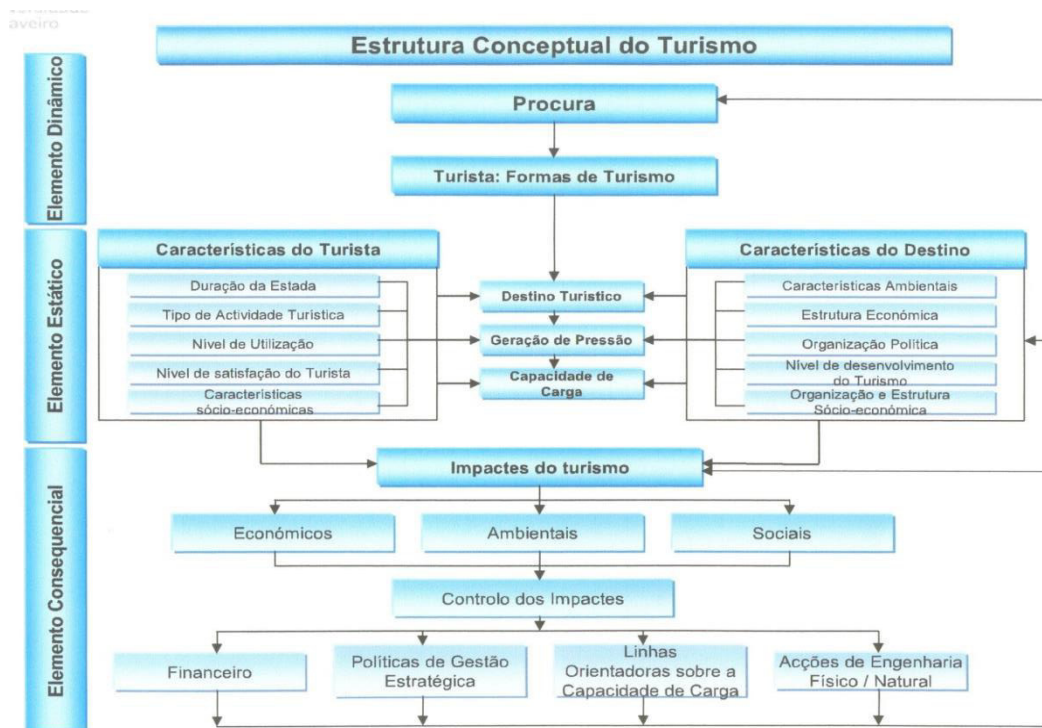 aveiro
Estrutura Conceptual do Turismo
Elemento Dinâmico
Procura
Turista: Formas de Turismo
Elemento Estático
Características do Turista
Duração da Estada
Tipo de Actividade Turística
Nível de Utilização
Nível de satisfação do Turista
Características
sócio-económicas
Destino Turístico
Geração de Pressão
Capacidade de
Carga
Características do Destino
Características Ambientais
Estrutura Económica
Organização Política
Nível de desenvolvimento
do Turismo
Organização e Estrutura
Sócio-económica
Elemento Consequencial
Impactes do turismo
Económicos
Ambientais
Sociais
Controlo dos Impactes
Financeiro
Políticas de Gestão
Estratégica
Linhas
Orientadoras sobre a
Capacidade de Carga
Acções de Engenharia
Físico / Natural